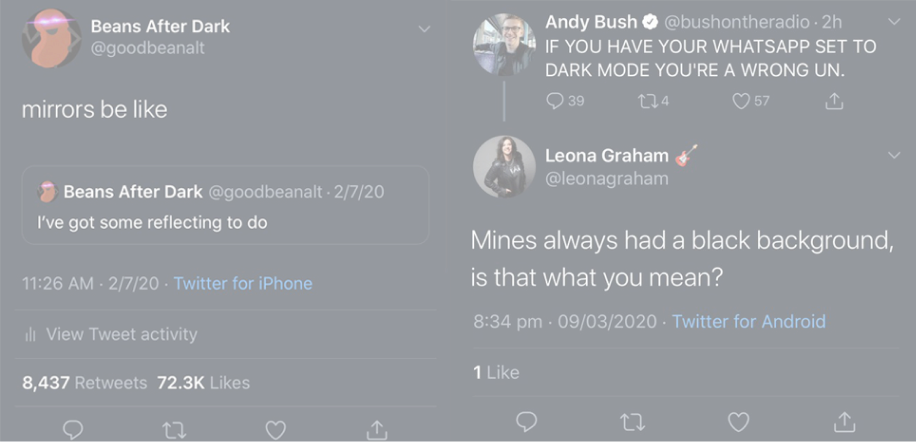 Beans After Dark
@goodbeanalt
mirrors be like
Beans After Dark @goodbeanalt · 2/7/20
I've got some reflecting to do
11:26 AM · 2/7/20 · Twitter for iPhone
View Tweet activity
8,437 Retweets 72.3K Likes
Andy Bush @bushontheradio · 2h
IF YOU HAVE YOUR WHATSAPP SET TO
DARK MODE YOU'RE A WRONG UN.
39 4 57
Leona Graham
@leonagraham
Mines always had a black background,
is that what you mean?
8:34 pm · 09/03/2020 · Twitter for Android
1 Like